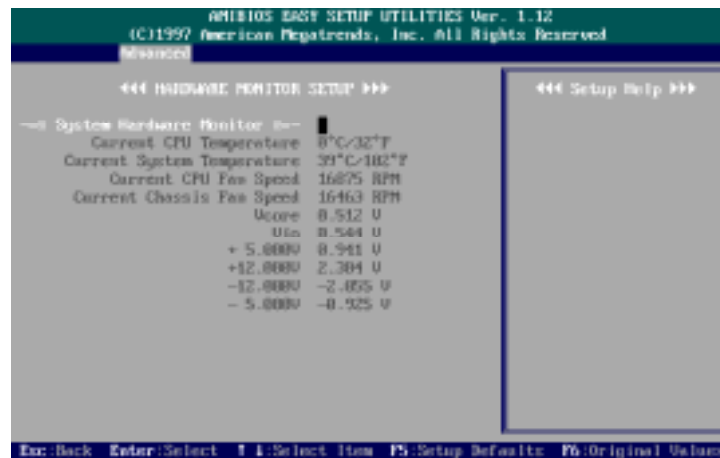 AMIBIOS EASY SETUP UTILITIES Ver. 1.12
(C)1997 American Megatrends, Inc. All Rights Reserved
Advanced
HARDWARE MONITOR SETUP
Setup Help
System Hardware Monitor
Current CPU Temperature 0°C/32°F
Current System Temperature 39°C/102°F
Current CPU Fan Speed 16875 RPM
Current Chassis Fan Speed 16463 RPM
Vcore 0.512 V
Vio 0.544 V
+ 5.000V 0.941 V
+12.000V 2.304 V
-12.000V -2.055 V
- 5.000V -0.925 V
Esc:Back Enter:Select ↑ ↓:Select Item F5:Setup Defaults F6:Original Values